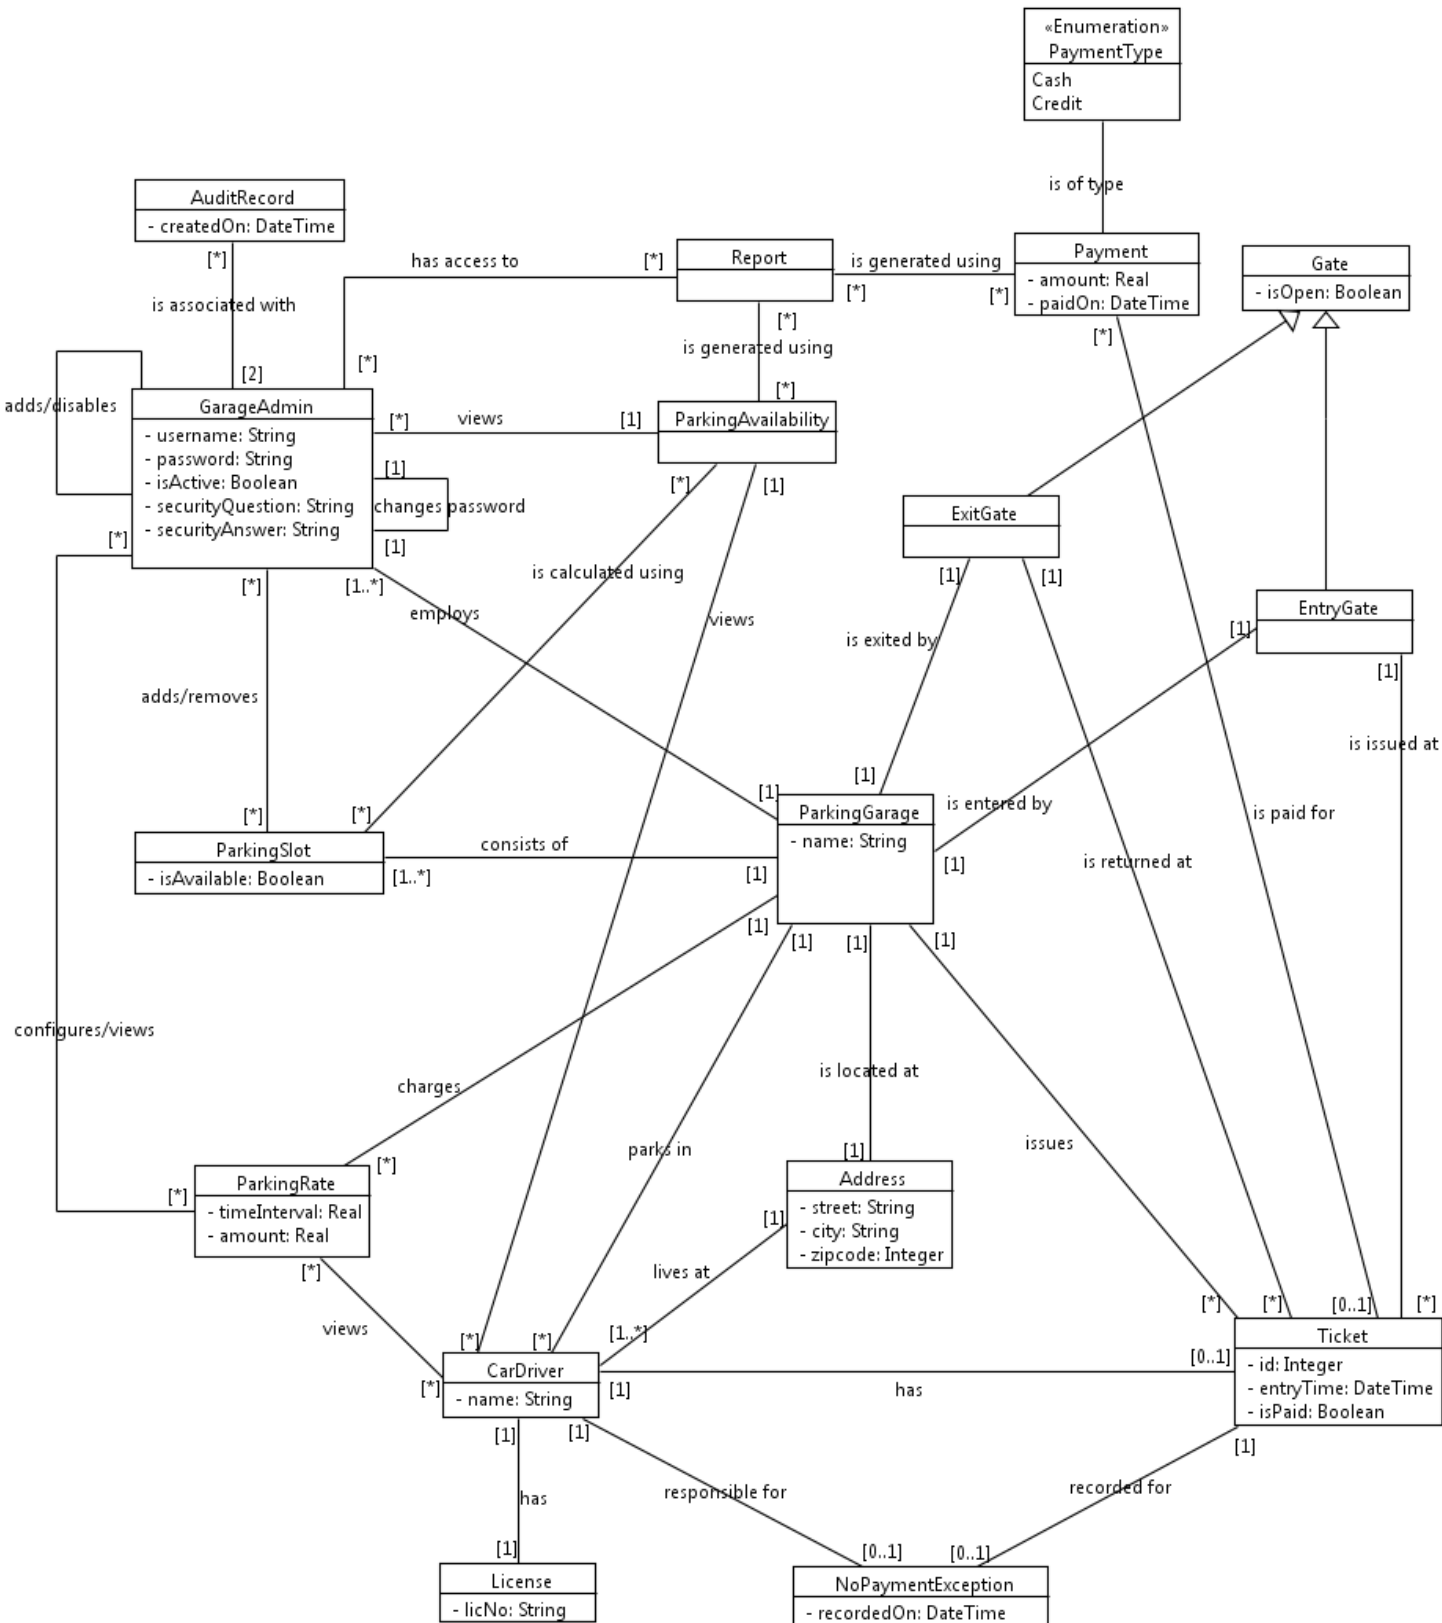 «Enumeration»
PaymentType
Cash
Credit
is of type
AuditRecord
- createdOn: DateTime
[*]
is associated with
[2]
has access to
[*]
[*]
Report
[*]
is generated using
[*]
Payment
- amount: Real
- paidOn: DateTime
[*]
Gate
- isOpen: Boolean
[*]
is generated using
[*]
adds/disables
GarageAdmin
- username: String
- password: String
- isActive: Boolean
- securityQuestion: String
- securityAnswer: String
[*]
views
[1]
ParkingAvailability
[1]
changes password
[1]
[*]
[1]
[*]
[*]
[1..*]
is calculated using
employs
views
ExitGate
[1]
[1]
is exited by
EntryGate
[1]
[1]
adds/removes
is issued at
[*]
[*]
[1]
[1]
ParkingGarage
- name: String
is entered by
is paid for
ParkingSlot
- isAvailable: Boolean
consists of
[1..*]
[1]
[1]
is returned at
[1]
[1]
[1]
[1]
configures/views
charges
is located at
parks in
issues
[*]
[*]
ParkingRate
- timeInterval: Real
- amount: Real
[*]
[1]
Address
- street: String
- city: String
- zipcode: Integer
[1]
lives at
views
[*]
[*]
[1..*]
[*]
CarDriver
- name: String
[1]
has
[0..1]
[*]
[*]
[0..1]
[*]
Ticket
- id: Integer
- entryTime: DateTime
- isPaid: Boolean
[1]
[1]
[1]
has
responsible for
recorded for
[1]
[0..1]
[0..1]
License
- licNo: String
NoPaymentException
- recordedOn: DateTime